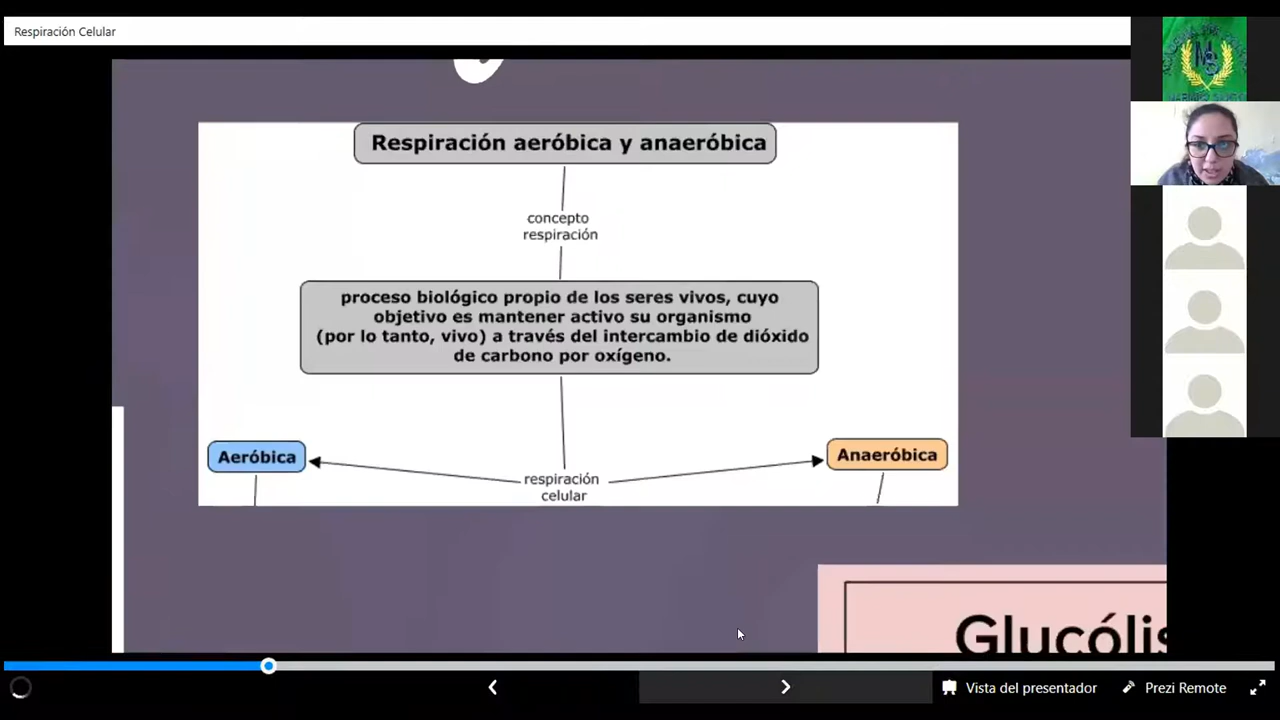 Respiración Celular
Respiración aeróbica y anaeróbica
concepto
respiración
proceso biológico propio de los seres vivos, cuyo
objetivo es mantener activo su organismo
(por lo tanto, vivo) a través del intercambio de dióxido
de carbono por oxígeno.
Aeróbica
Anaeróbica
respiración
celular
Glucólis
Vista del presentador
Prezi Remote